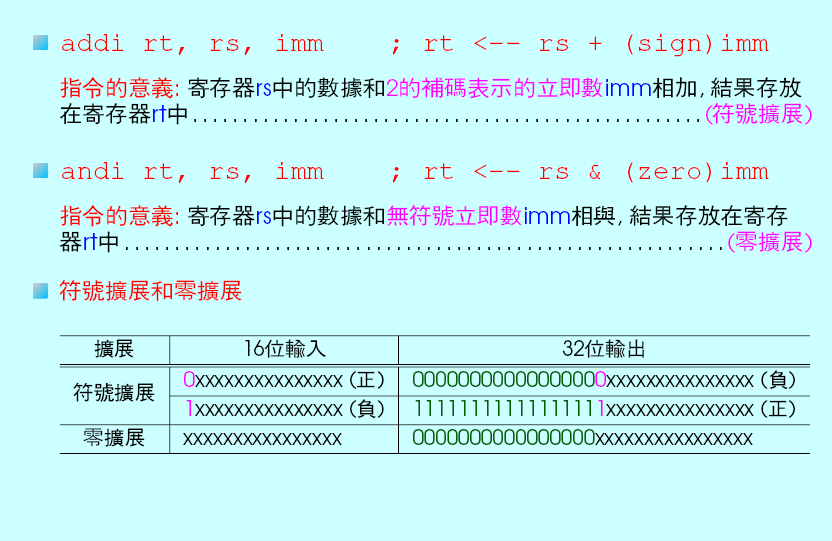 addi rt, rs, imm ; rt <-- rs + (sign)imm
指令的意義: 寄存器rs中的數據和2的補碼表示的立即數imm相加, 結果存放
在寄存器rt中....................................................(符號擴展)
andi rt, rs, imm ; rt <-- rs & (zero)imm
指令的意義: 寄存器rs中的數據和無符號立即數imm相與, 結果存放在寄存
器rt中.............................................................(零擴展)
符號擴展和零擴展
擴展 16位輸入 32位輸出
符號擴展 0xxxxxxxxxxxxxxx (正) 00000000000000000xxxxxxxxxxxxxxx (負)
1xxxxxxxxxxxxxxx (負) 11111111111111111xxxxxxxxxxxxxxx (正)
零擴展 xxxxxxxxxxxxxxxx 0000000000000000xxxxxxxxxxxxxxxx